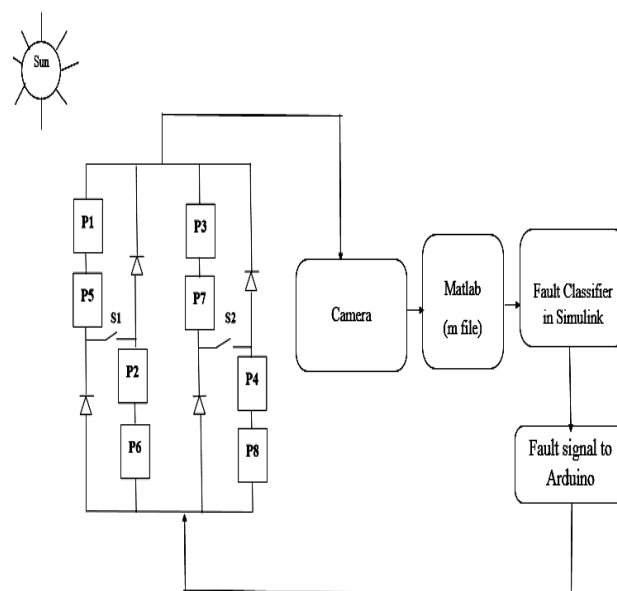 Sun
P1
P3
P5
P7
S1
S2
P2
P4
P6
P8
Camera
Matlab
(m file)
Fault Classifier
in Simulink
Fault signal to
Arduino